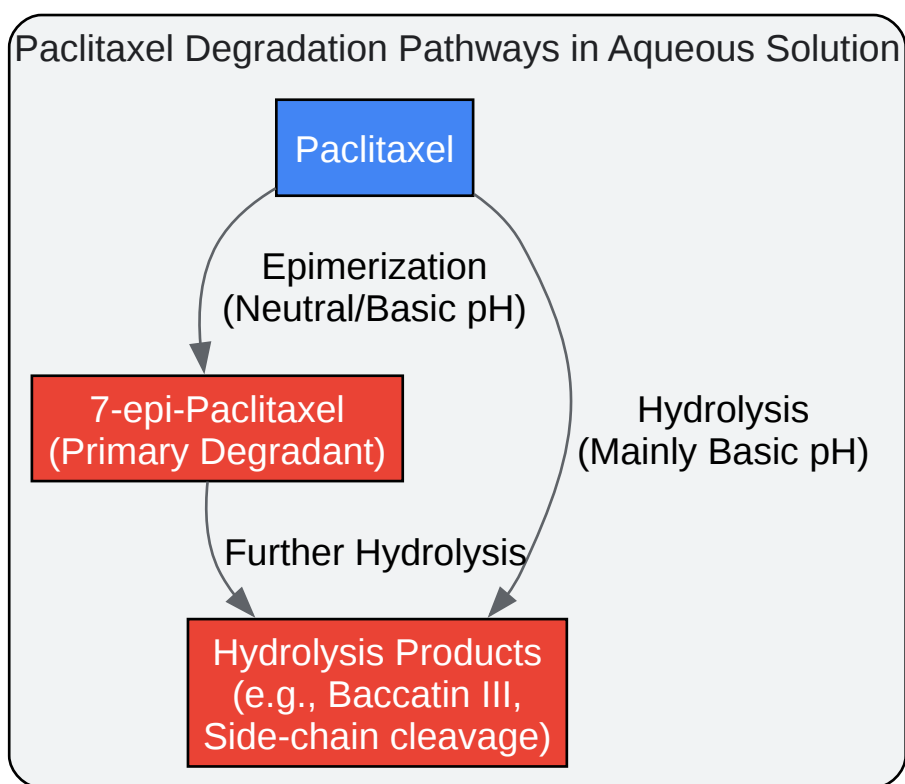 Paclitaxel Degradation Pathways in Aqueous Solution
Paclitaxel
Epimerization
(Neutral/Basic pH)
7-epi-Paclitaxel
(Primary Degradant)
Hydrolysis
(Mainly Basic pH)
Further Hydrolysis
Hydrolysis Products
(e.g., Baccatin III,
Side-chain cleavage)